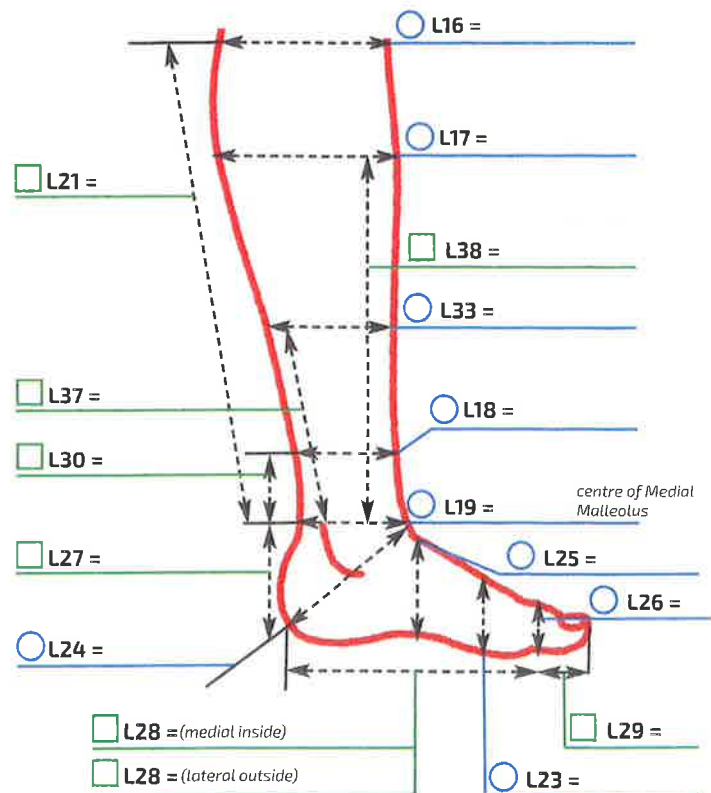 L16 =
L17 =
L21 =
L38 =
L33 =
L37 =
L18 =
L30 =
centre of Medial
Malleolus
L19 =
L27 =
L25 =
L26 =
L24 =
L28 = (medial inside)
L29 =
L28 = (lateral outside)
L23 =